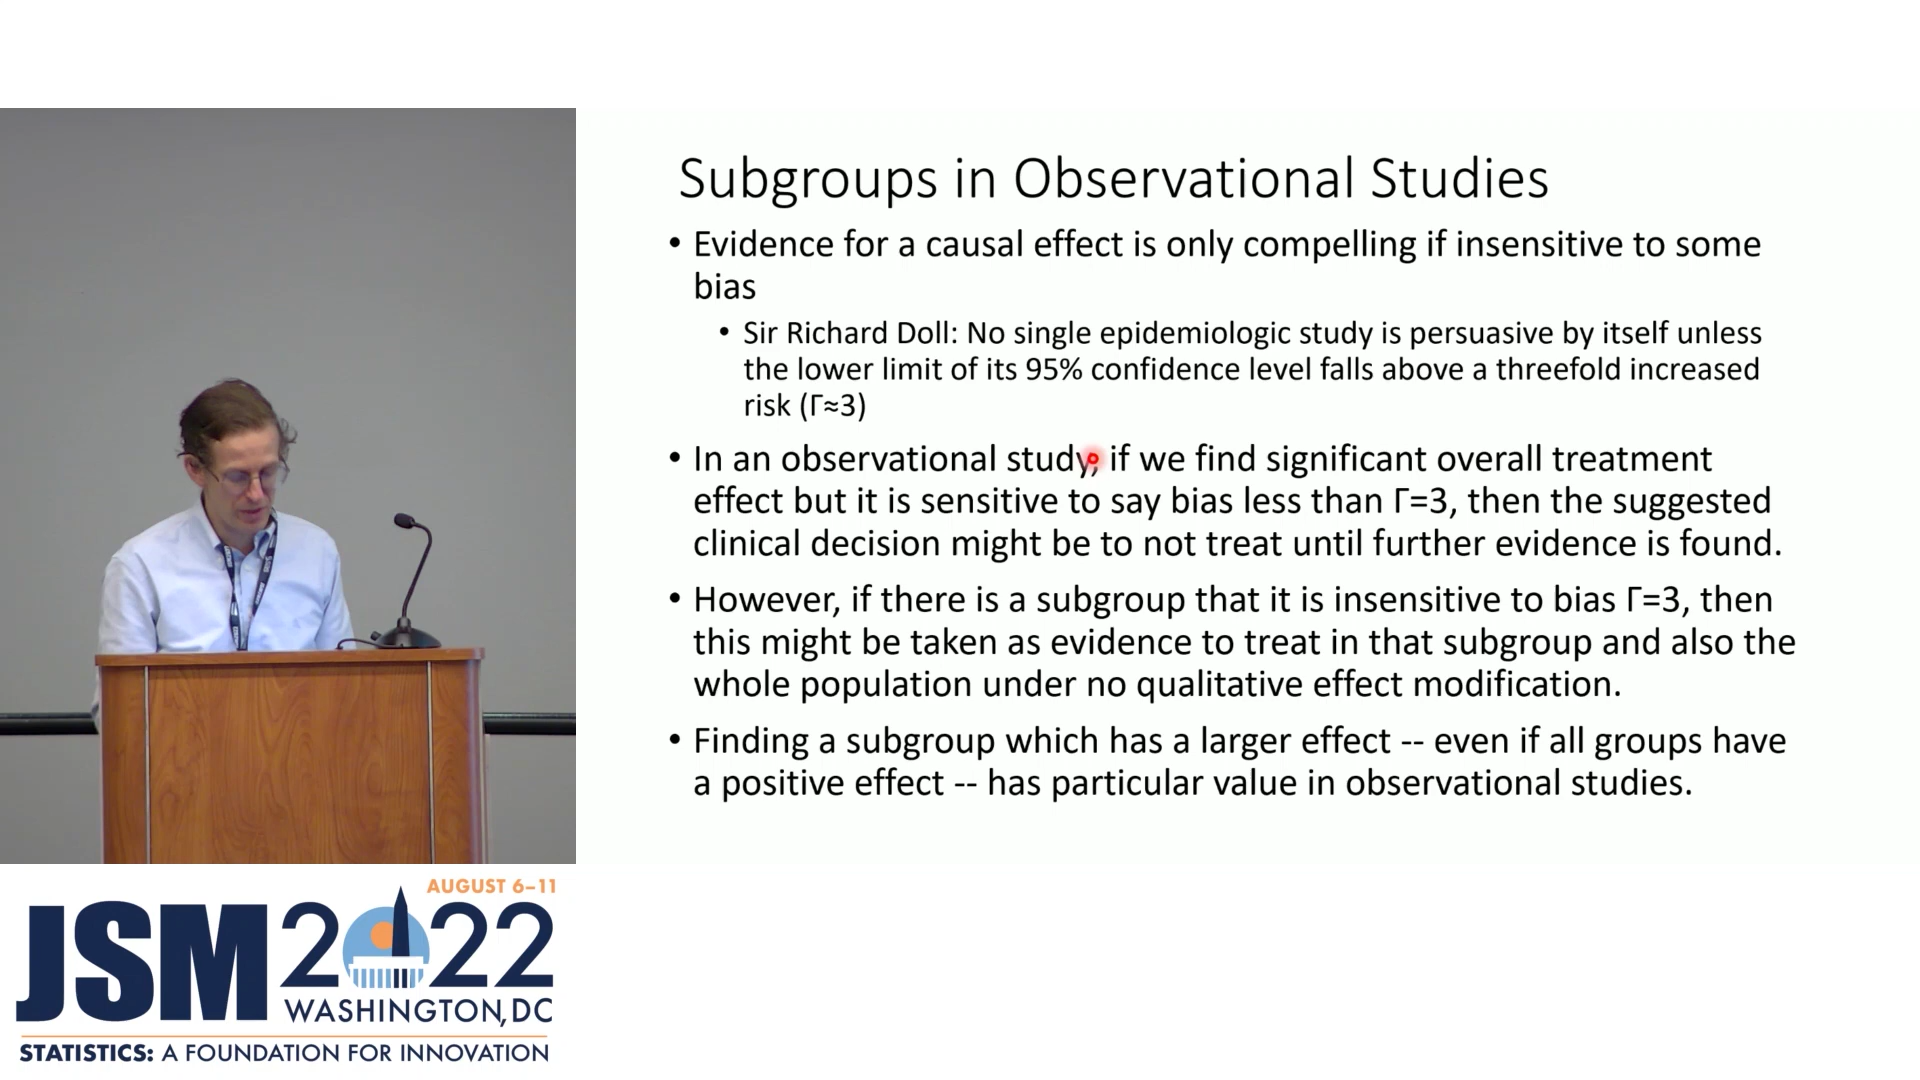 Subgroups in Observational Studies
• Evidence for a causal effect is only compelling if insensitive to some
bias
• Sir Richard Doll: No single epidemiologic study is persuasive by itself unless
the lower limit of its 95% confidence level falls above a threefold increased
risk (Γ≈3)
• In an observational study, if we find significant overall treatment
effect but it is sensitive to say bias less than Γ=3, then the suggested
clinical decision might be to not treat until further evidence is found.
• However, if there is a subgroup that it is insensitive to bias Γ=3, then
this might be taken as evidence to treat in that subgroup and also the
whole population under no qualitative effect modification.
• Finding a subgroup which has a larger effect -- even if all groups have
a positive effect -- has particular value in observational studies.
AUGUST 6–11
JSM 2022
WASHINGTON, DC
STATISTICS: A FOUNDATION FOR INNOVATION